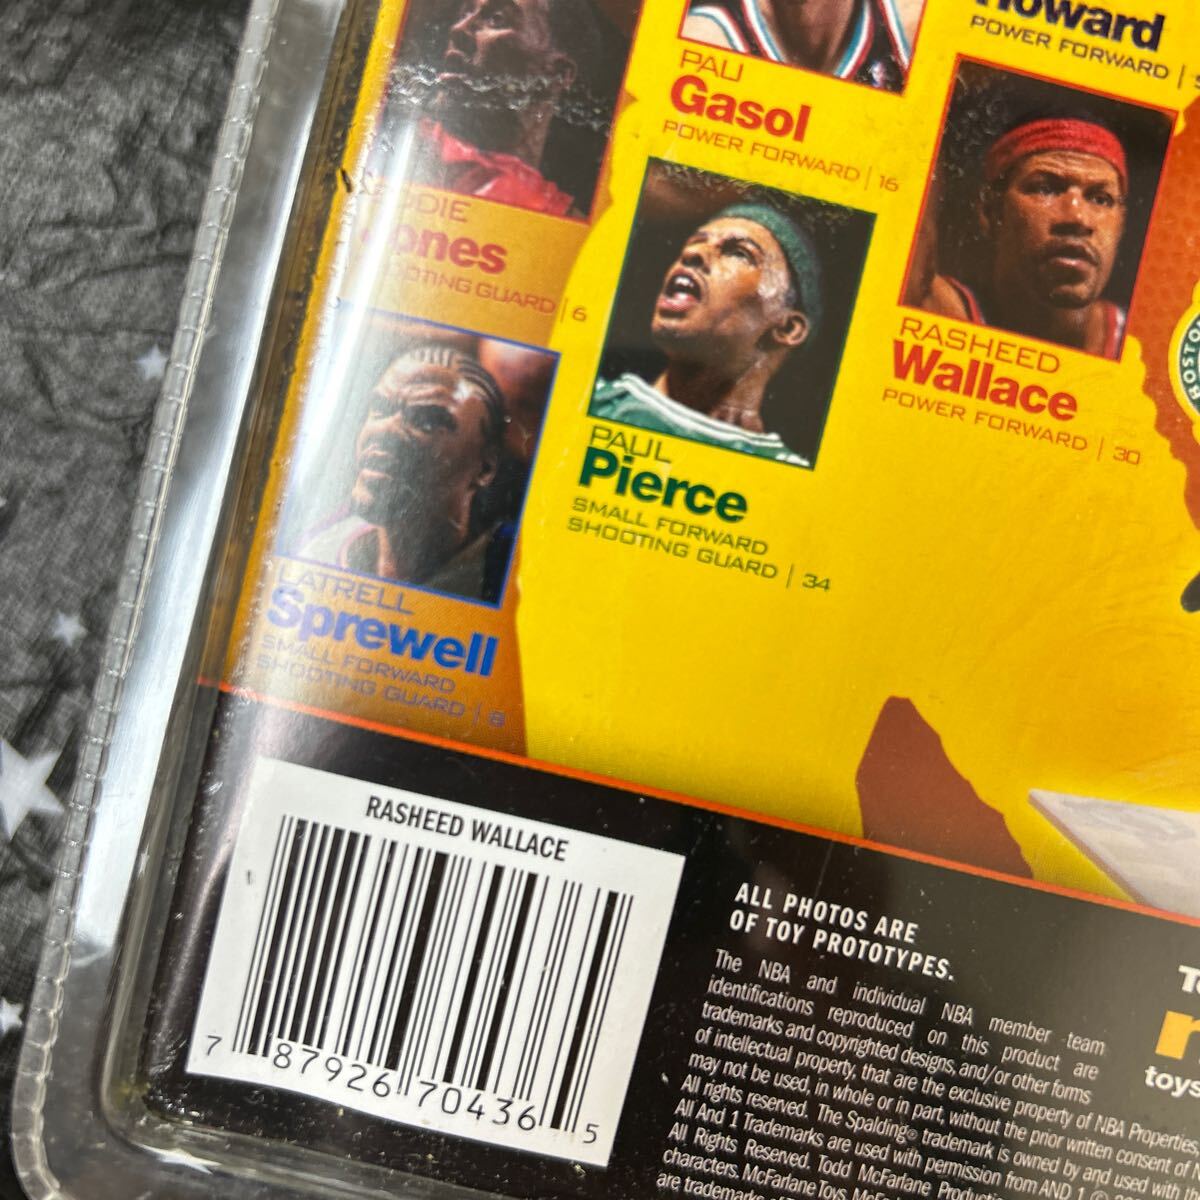 Howard
POWER FORWARD
PAU
Gasol
POWER FORWARD | 16
DDIE
ones
OTING GUARD | 6
RASHEED
Wallace
POWER FORWARD | 30
PAUL
Pierce
SMALL FORWARD
SHOOTING GUARD | 34
LATRELL
Sprewell
SMALL FORWARD
SHOOTING GUARD | 8
RASHEED WALLACE
7 87926 70436 5
ALL PHOTOS ARE
OF TOY PROTOTYPES.
The NBA and individual NBA member team
identifications reproduced on this product are
trademarks and copyrighted designs, and/or other forms
of intellectual property, that are the exclusive property of NBA Properties,
may not be used, in whole or in part, without the prior written consent of
All rights reserved. The Spalding® trademark is owned by and used with
All And 1 Trademarks are used with permission from AND
All Rights Reserved. Todd McFarlane
characters. McFarlane Toys,
are trademarks
toys